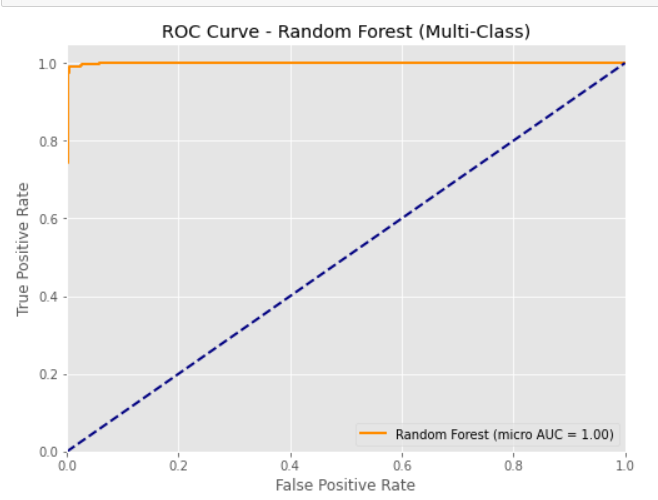 ROC Curve - Random Forest (Multi-Class)
1.0
0.8
0.6
0.4
0.2
0.0
True Positive Rate
Random Forest (micro AUC = 1.00)
0.0 0.2 0.4 0.6 0.8 1.0
False Positive Rate